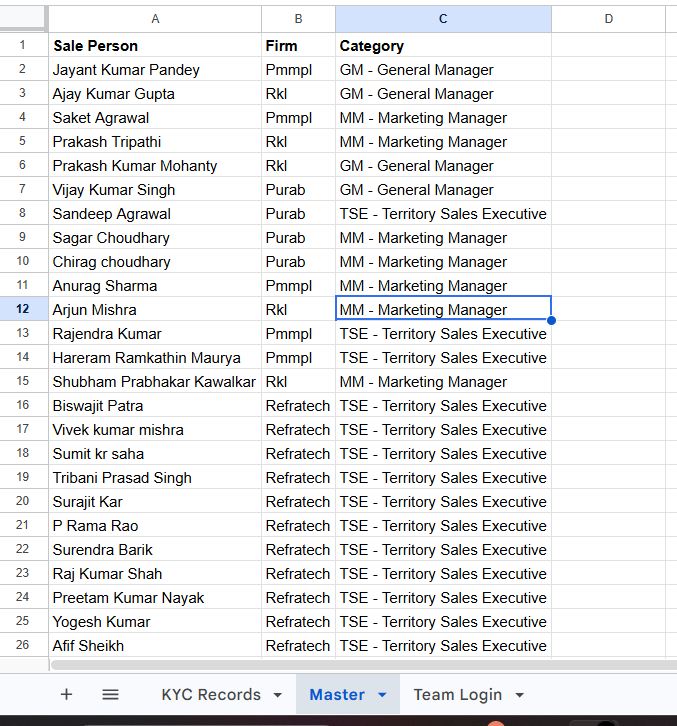 A B C D
1 Sale Person Firm Category
2 Jayant Kumar Pandey Pmmpl GM - General Manager
3 Ajay Kumar Gupta Rkl GM - General Manager
4 Saket Agrawal Pmmpl MM - Marketing Manager
5 Prakash Tripathi Rkl MM - Marketing Manager
6 Prakash Kumar Mohanty Rkl GM - General Manager
7 Vijay Kumar Singh Purab GM - General Manager
8 Sandeep Agrawal Purab TSE - Territory Sales Executive
9 Sagar Choudhary Purab MM - Marketing Manager
10 Chirag choudhary Purab MM - Marketing Manager
11 Anurag Sharma Pmmpl MM - Marketing Manager
12 Arjun Mishra Rkl MM - Marketing Manager
13 Rajendra Kumar Pmmpl TSE - Territory Sales Executive
14 Hareram Ramkathin Maurya Pmmpl TSE - Territory Sales Executive
15 Shubham Prabhakar Kawalkar Rkl MM - Marketing Manager
16 Biswajit Patra Refratech TSE - Territory Sales Executive
17 Vivek kumar mishra Refratech TSE - Territory Sales Executive
18 Sumit kr saha Refratech TSE - Territory Sales Executive
19 Tribani Prasad Singh Refratech TSE - Territory Sales Executive
20 Surajit Kar Refratech TSE - Territory Sales Executive
21 P Rama Rao Refratech TSE - Territory Sales Executive
22 Surendra Barik Refratech TSE - Territory Sales Executive
23 Raj Kumar Shah Refratech TSE - Territory Sales Executive
24 Preetam Kumar Nayak Refratech TSE - Territory Sales Executive
25 Yogesh Kumar Refratech TSE - Territory Sales Executive
26 Afif Sheikh Refratech TSE - Territory Sales Executive
KYC Records Master Team Login